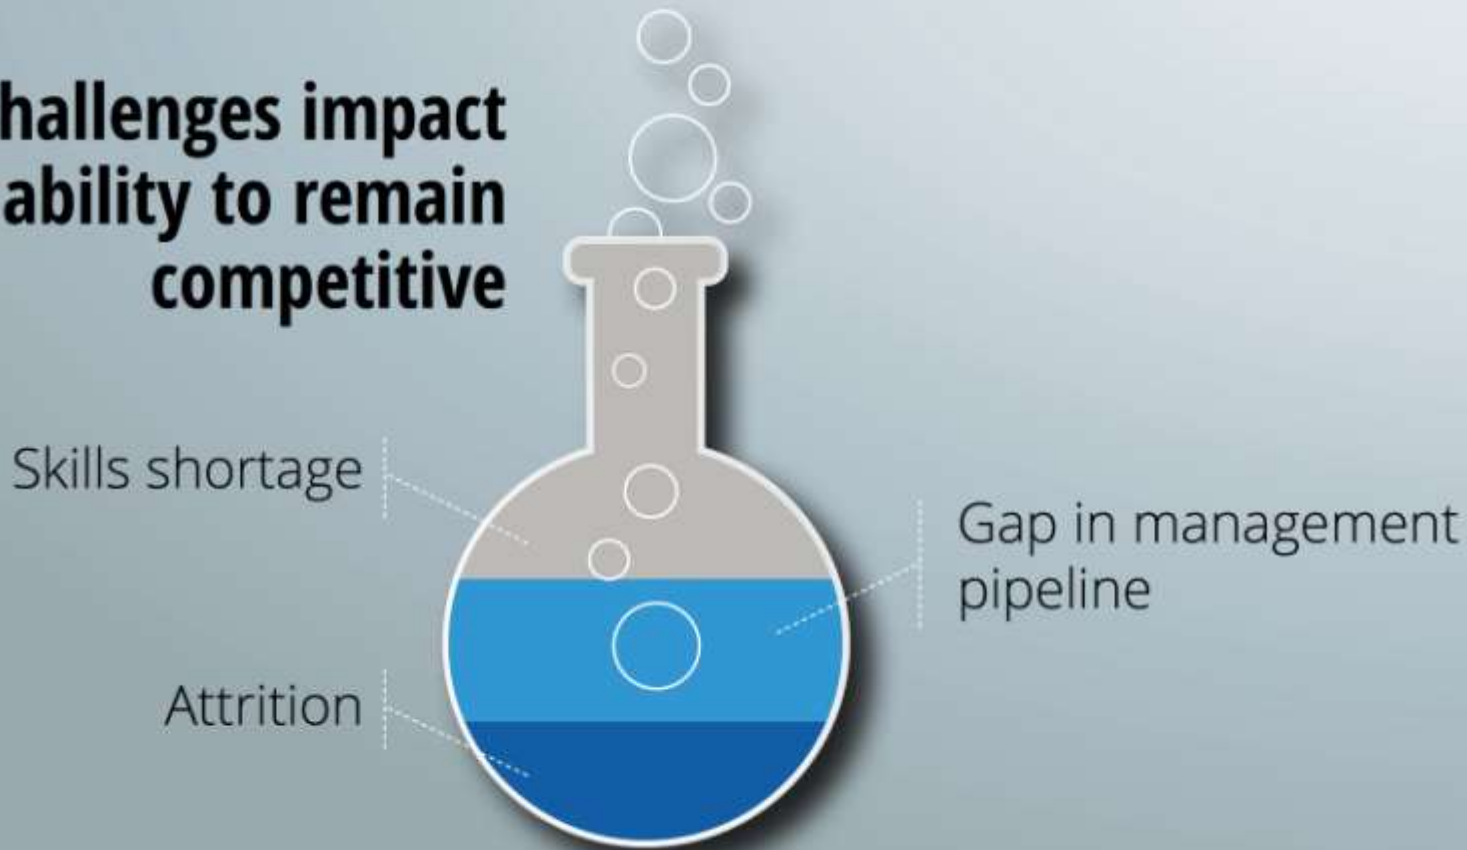 hallenges impact
ability to remain
competitive
Skills shortage
Gap in management
pipeline
Attrition